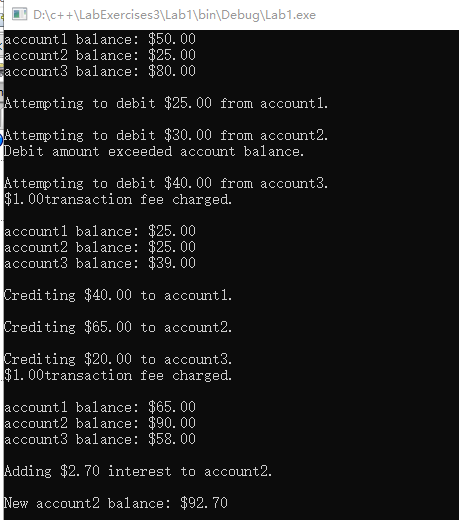 D:\c++\LabExercises3\Lab1\bin\Debug\Lab1.exe
account1 balance: $50.00
account2 balance: $25.00
account3 balance: $80.00
Attempting to debit $25.00 from account1.
Attempting to debit $30.00 from account2.
Debit amount exceeded account balance.
Attempting to debit $40.00 from account3.
$1.00transaction fee charged.
account1 balance: $25.00
account2 balance: $25.00
account3 balance: $39.00
Crediting $40.00 to account1.
Crediting $65.00 to account2.
Crediting $20.00 to account3.
$1.00transaction fee charged.
account1 balance: $65.00
account2 balance: $90.00
account3 balance: $58.00
Adding $2.70 interest to account2.
New account2 balance: $92.70